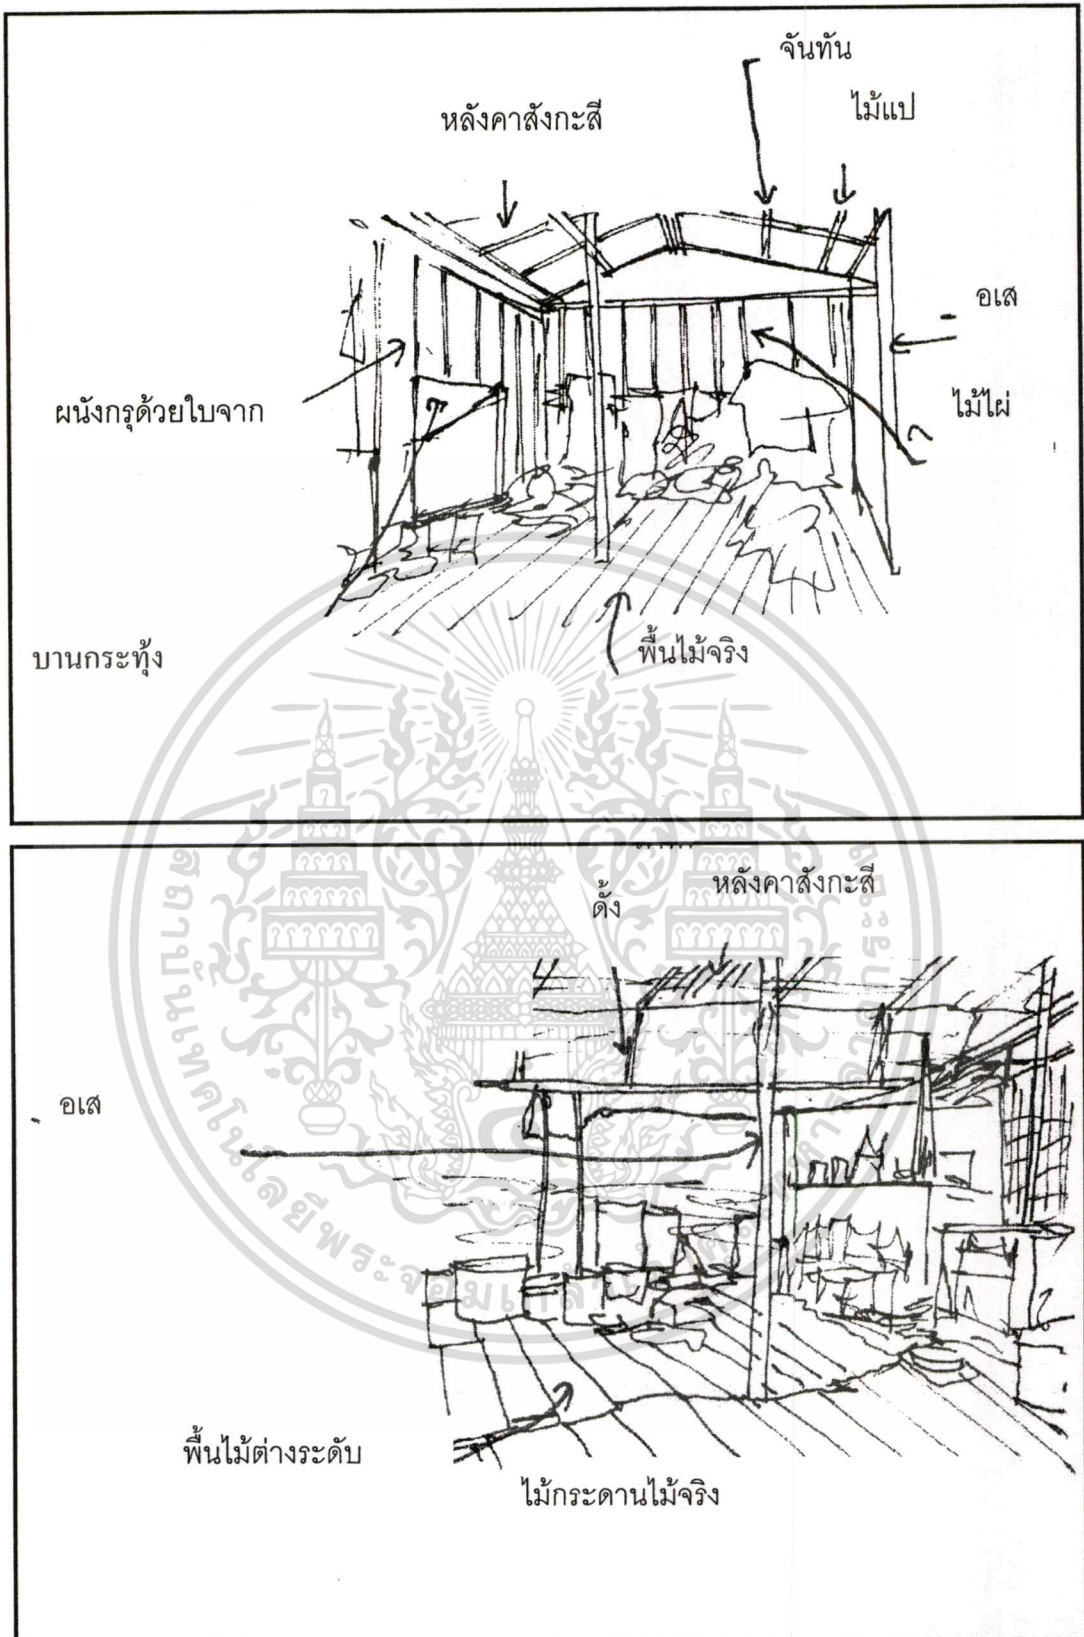 จันทัน
หลังคาสังกะสี
ไม้แป
อเส
ผนังกรุด้วยใบจาก
ไม้ไผ่
บานกระทุ้ง
พื้นไม้จริง
หลังคาสังกะสี
ดั้ง
อเส
พื้นไม้ต่างระดับ
ไม้กระดานไม้จริง